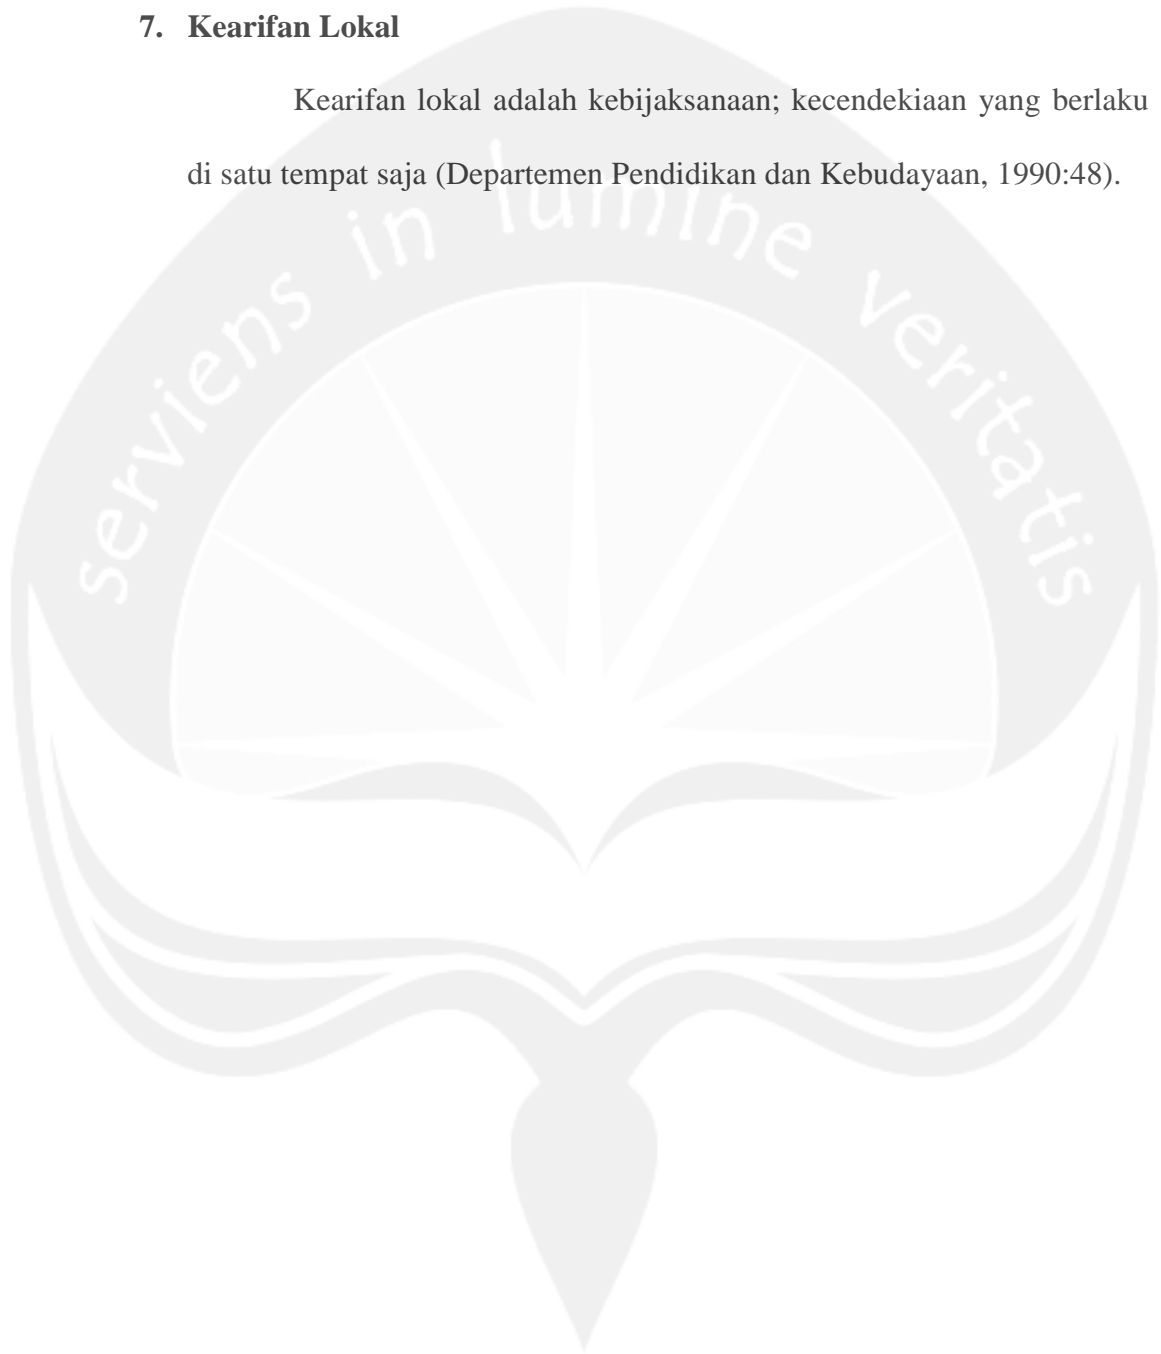 7. Kearifan Lokal
Kearifan lokal adalah kebijaksanaan; kecendekiaan yang berlaku
di satu tempat saja (Departemen Pendidikan dan Kebudayaan, 1990:48).
serviens in lumine veritatis